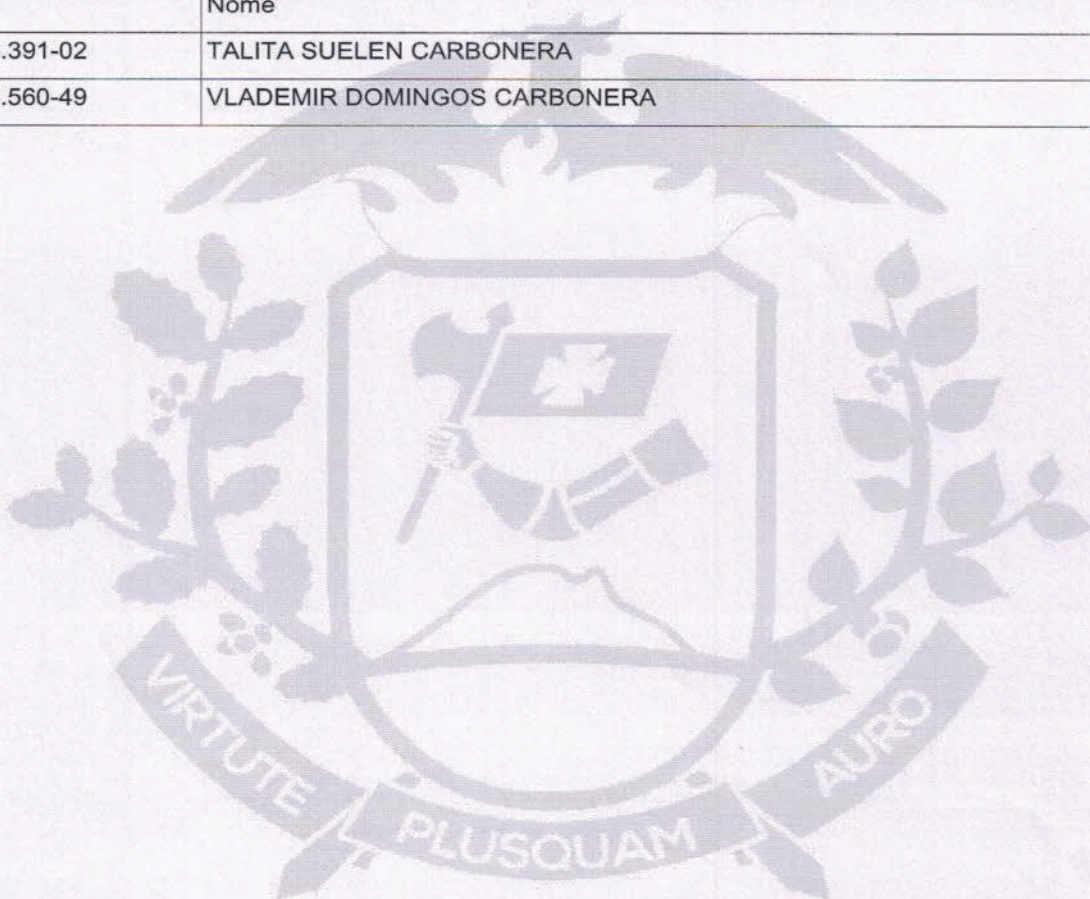 Nome
.391-02 TALITA SUELEN CARBONERA
.560-49 VLADEMIR DOMINGOS CARBONERA
VIRTUTE PLUSQUAM AURO